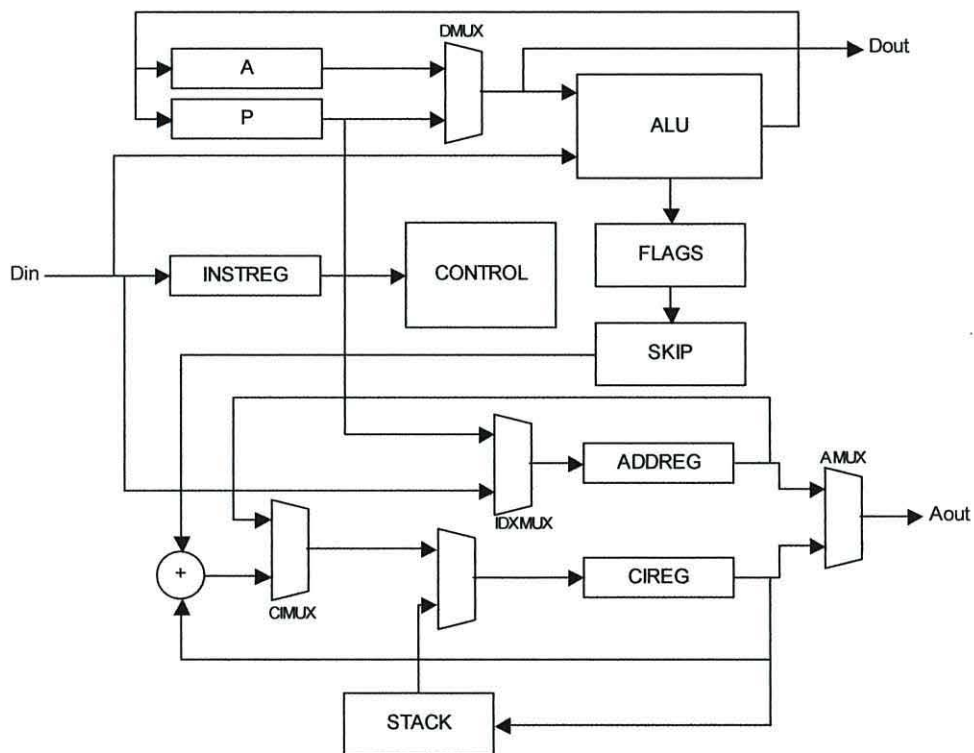 DMUX
Dout
A
P
ALU
Din
INSTREG
CONTROL
FLAGS
SKIP
ADDREG
AMUX
IDXMUX
Aout
+
CIREG
CIMUX
STACK